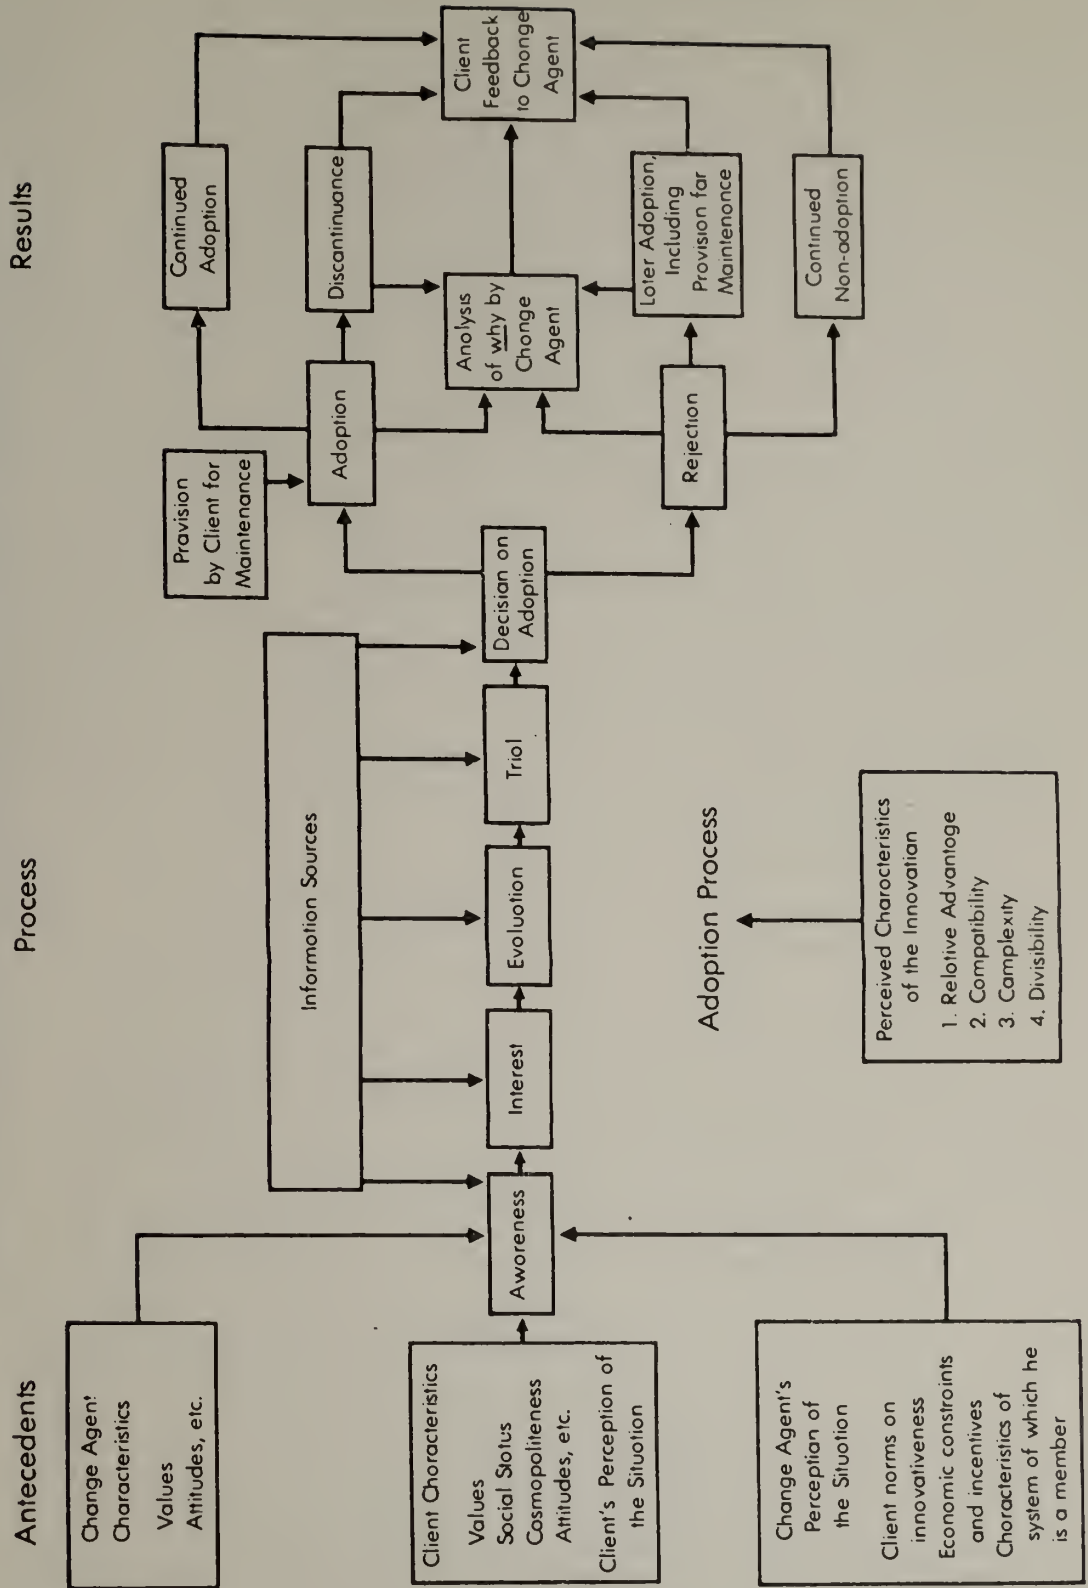 Antecedents
Process
Results
Change Agent:
Characteristics
Values
Attitudes, etc.
Client Characteristics
Values
Social Status
Cosmopoliteness
Attitudes, etc.
Client's Perception of
the Situation
Change Agent's
Perception of
the Situation
Client norms on
innovativeness
Economic constraints
and incentives
Characteristics of
system of which he
is a member
Information Sources
Awareness
Interest
Evaluation
Trial
Decision on
Adoption
Adoption Process
Perceived Characteristics
of the Innovation
1. Relative Advantage
2. Compatibility
3. Complexity
4. Divisibility
Provision
by Client for
Maintenance
Adoption
Rejection
Continued
Adoption
Discontinuance
Analysis
of why by
Change
Agent
Later Adoption,
Including
Provision for
Maintenance
Continued
Non-adoption
Client
Feedback
to Change
Agent